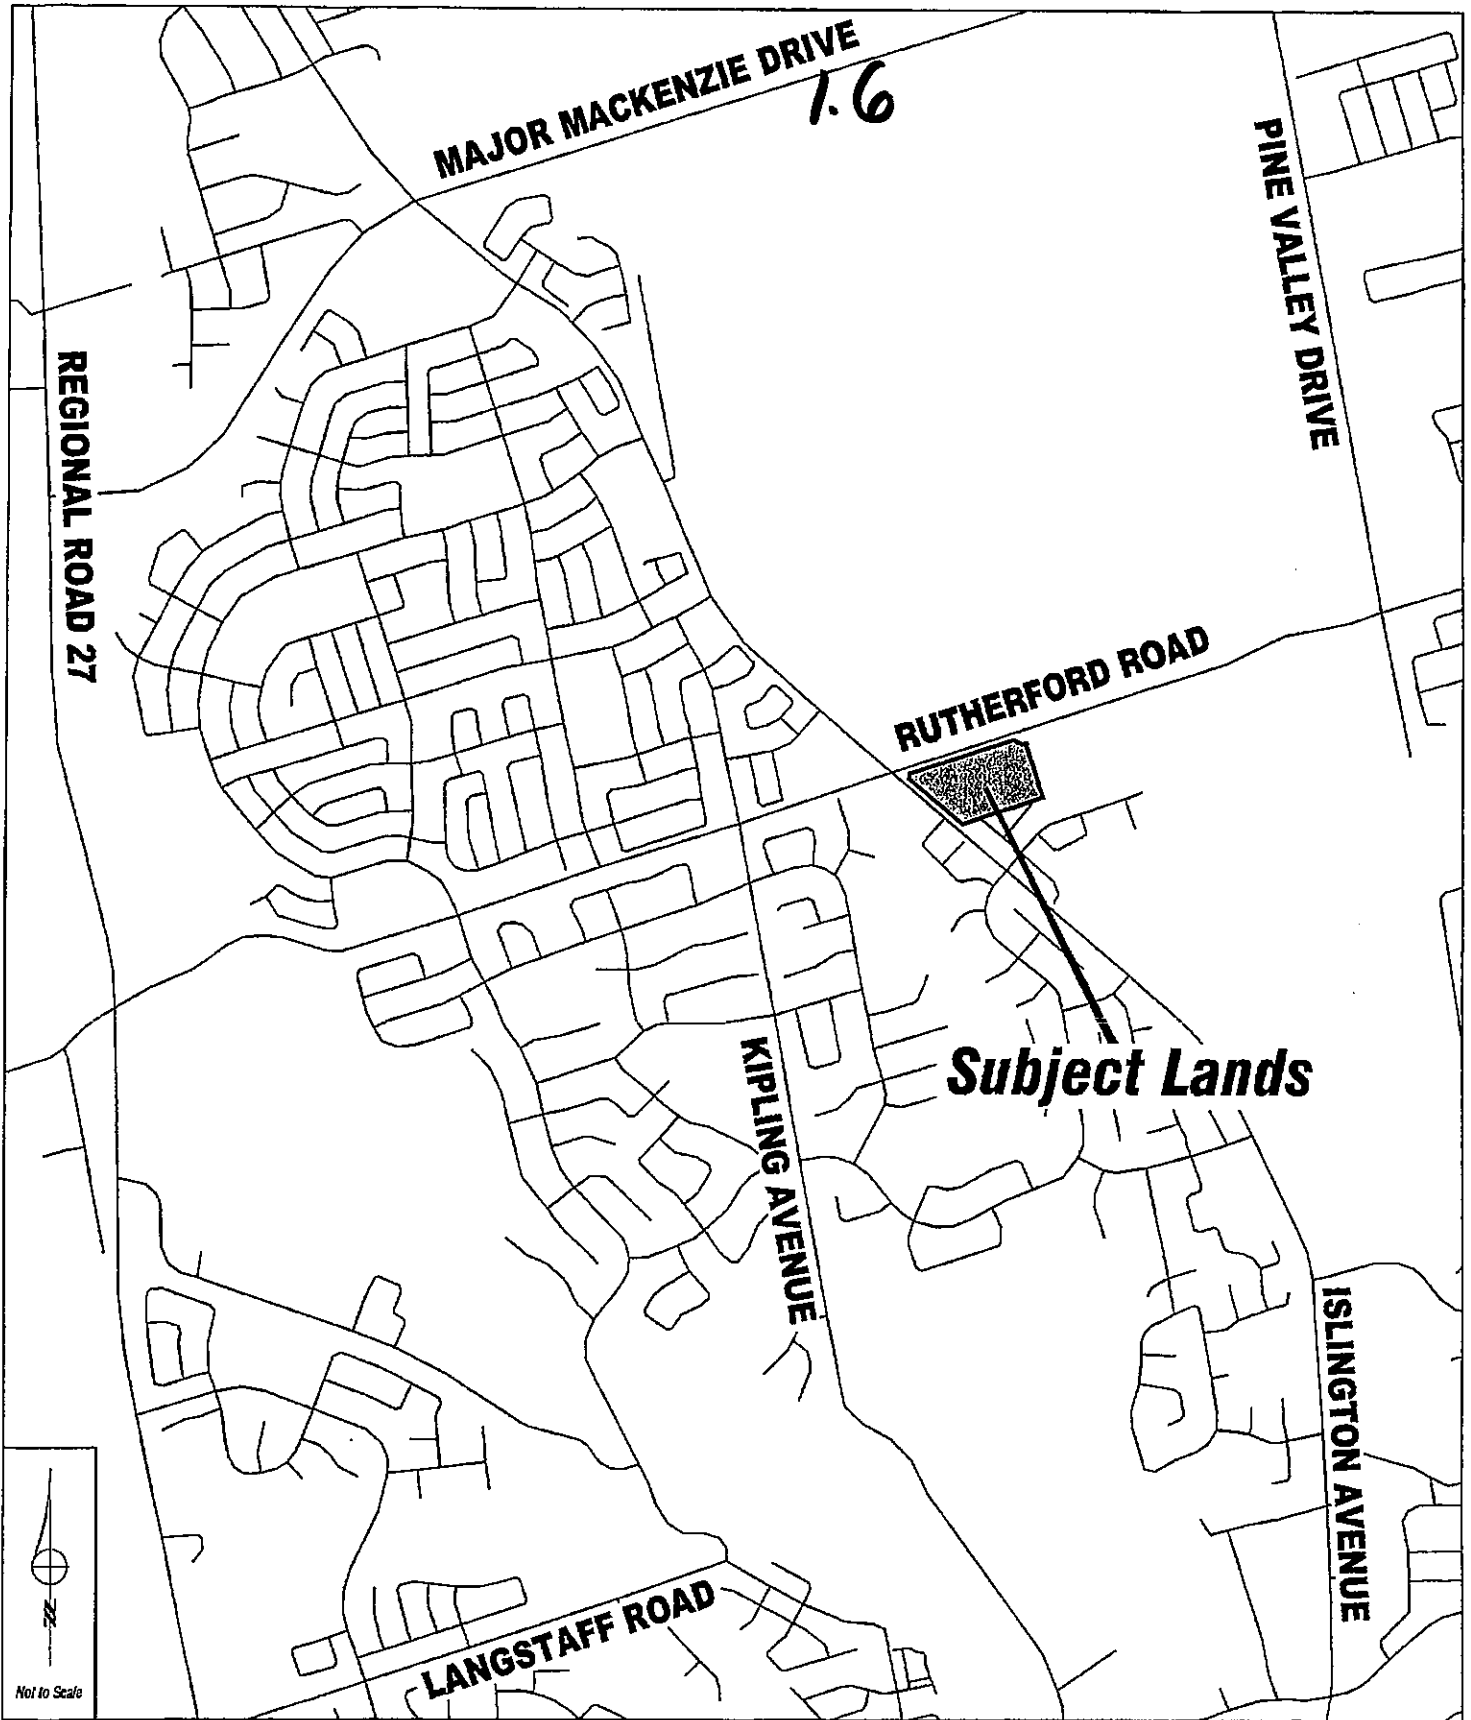 MAJOR MACKENZIE DRIVE
1.6
PINE VALLEY DRIVE
REGIONAL ROAD 27
RUTHERFORD ROAD
Subject Lands
KIPLING AVENUE
ISLINGTON AVENUE
LANGSTAFF ROAD
N
Not to Scale